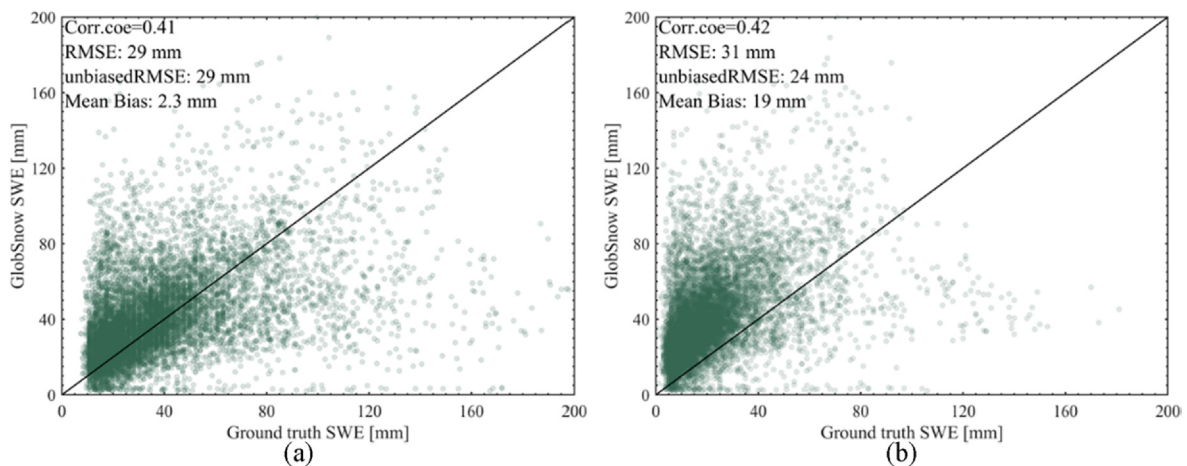 Corr.coe=0.41
RMSE: 29 mm
unbiasedRMSE: 29 mm
Mean Bias: 2.3 mm
200
160
120
80
40
0
GlobSnow SWE [mm]
0 40 80 120 160 200
Ground truth SWE [mm]
(a)
Corr.coe=0.42
RMSE: 31 mm
unbiasedRMSE: 24 mm
Mean Bias: 19 mm
200
160
120
80
40
0
GlobSnow SWE [mm]
0 40 80 120 160 200
Ground truth SWE [mm]
(b)